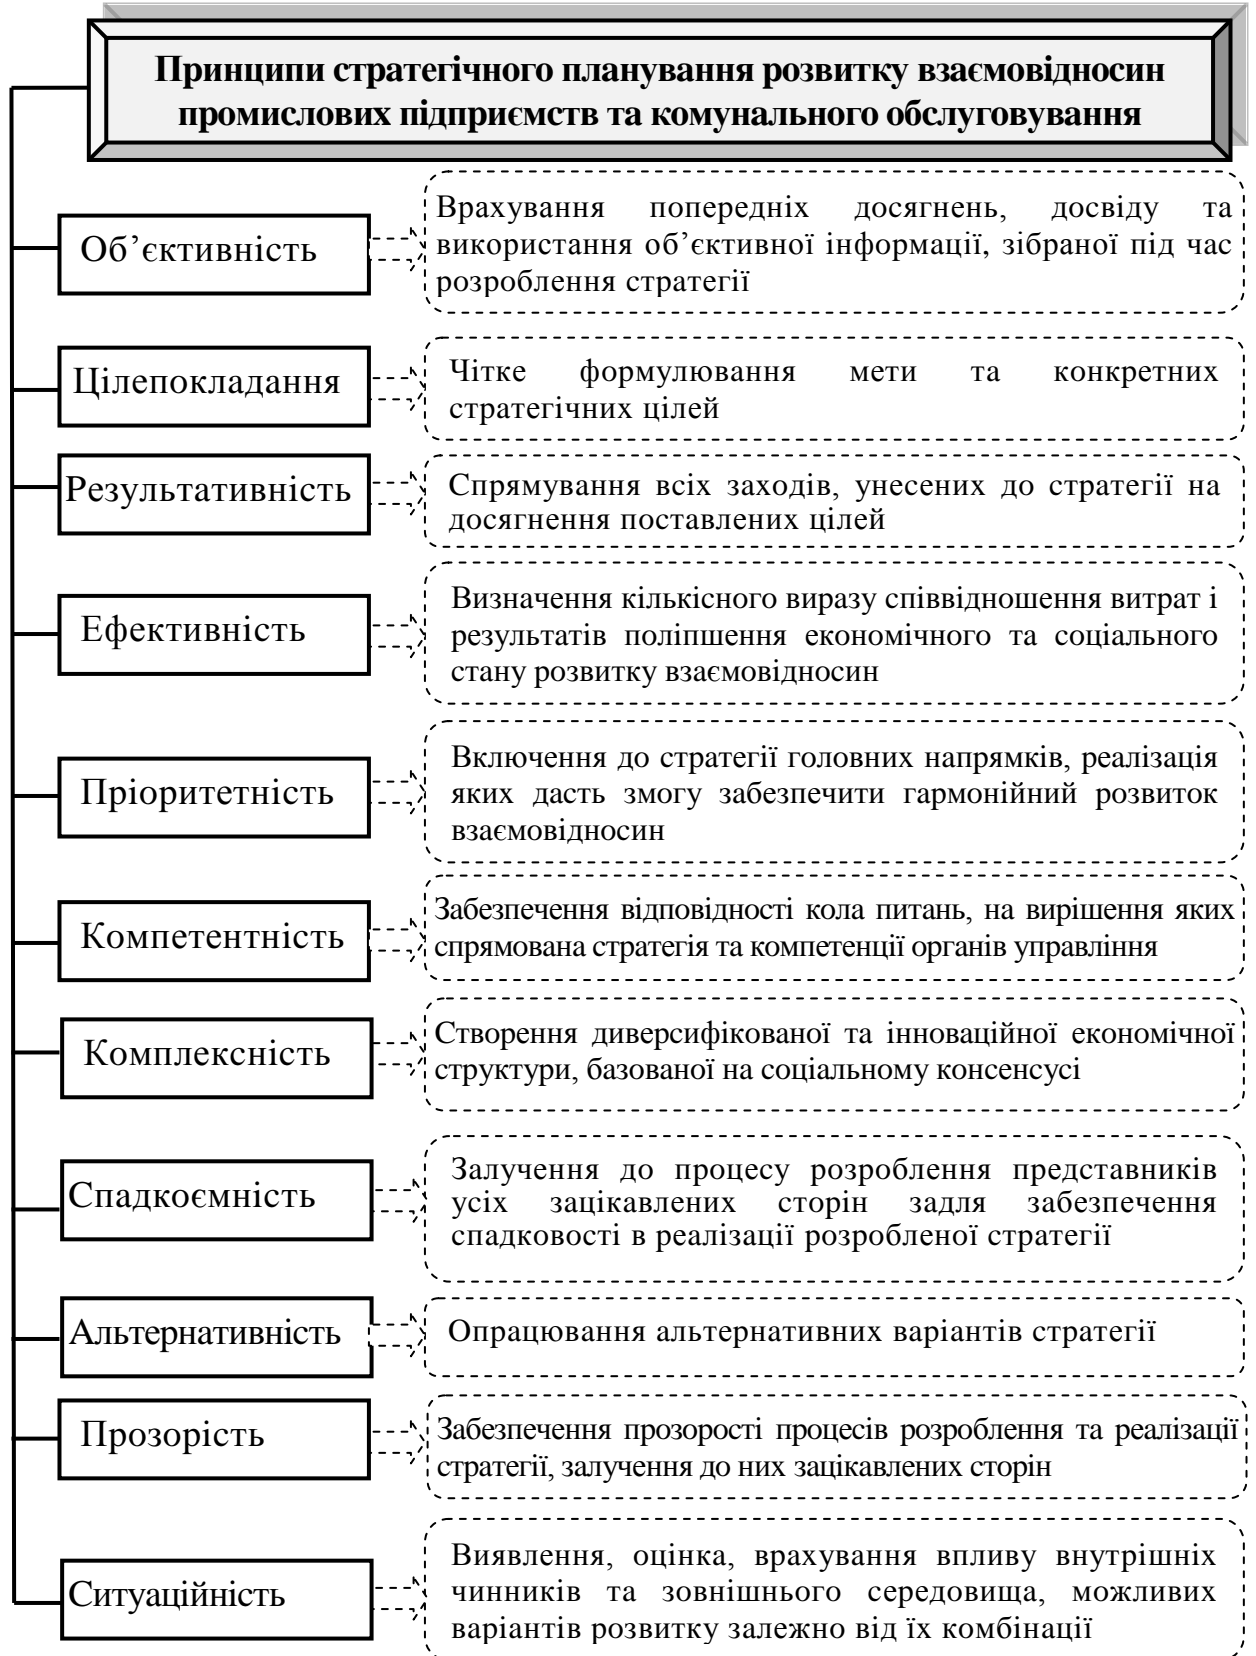 Принципи стратегічного планування розвитку взаємовідносин
промислових підприємств та комунального обслуговування
Об’єктивність
Врахування попередніх досягнень, досвіду та
використання об’єктивної інформації, зібраної під час
розроблення стратегії
Цілепокладання
Чітке формулювання мети та конкретних
стратегічних цілей
Результативність
Спрямування всіх заходів, унесених до стратегії на
досягнення поставлених цілей
Ефективність
Визначення кількісного виразу співвідношення витрат і
результатів поліпшення економічного та соціального
стану розвитку взаємовідносин
Пріоритетність
Включення до стратегії головних напрямків, реалізація
яких дасть змогу забезпечити гармонійний розвиток
взаємовідносин
Компетентність
Забезпечення відповідності кола питань, на вирішення яких
спрямована стратегія та компетенції органів управління
Комплексність
Створення диверсифікованої та інноваційної економічної
структури, базованої на соціальному консенсусі
Спадкоємність
Залучення до процесу розроблення представників
усіх зацікавлених сторін задля забезпечення
спадковості в реалізації розробленої стратегії
Альтернативність
Опрацювання альтернативних варіантів стратегії
Прозорість
Забезпечення прозорості процесів розроблення та реалізації
стратегії, залучення до них зацікавлених сторін
Ситуаційність
Виявлення, оцінка, врахування впливу внутрішніх
чинників та зовнішнього середовища, можливих
варіантів розвитку залежно від їх комбінації